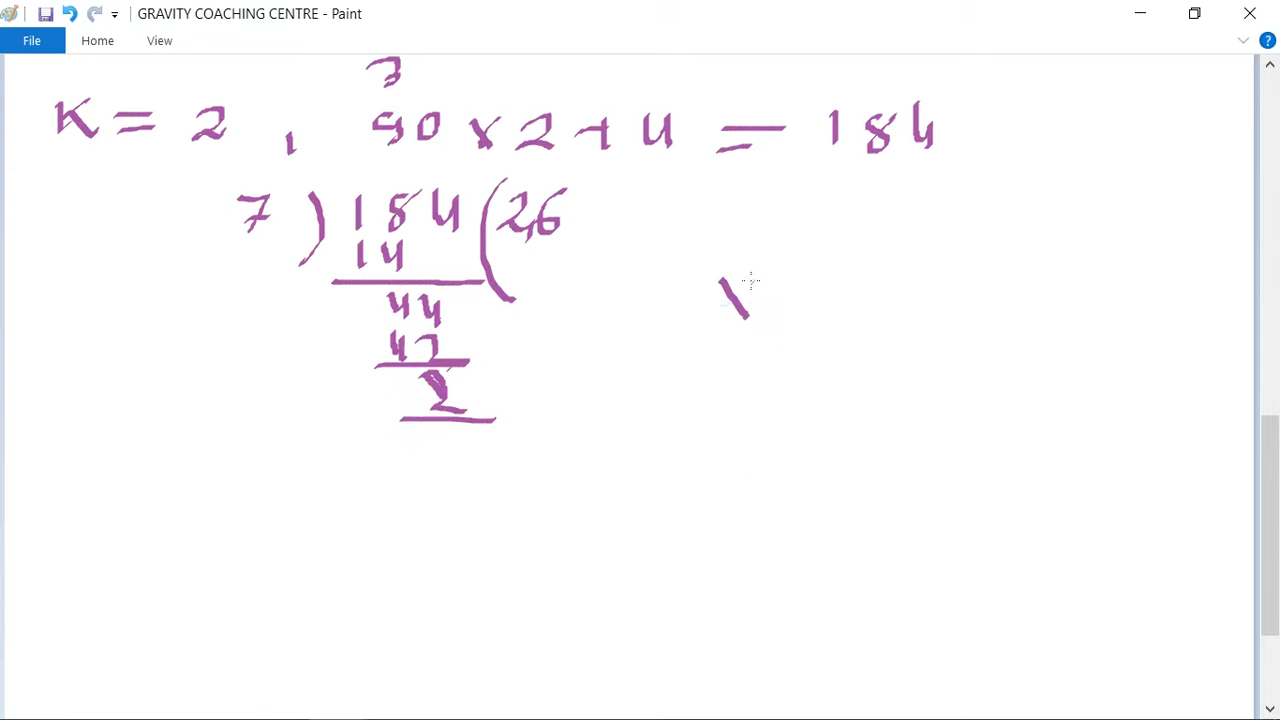 GRAVITY COACHING CENTRE - Paint
File Home View
K = 2 , 90 x 2 + 4 = 184
7 ) 184 ( 26
14
44
42
2